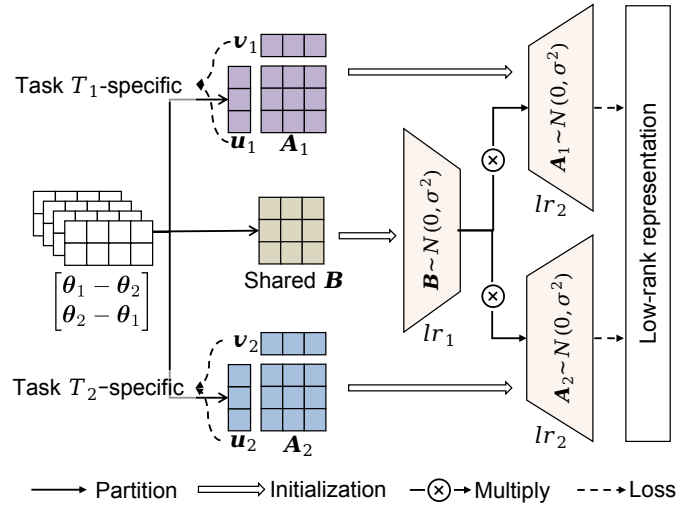 v₁
Task T₁-specific
u₁
A₁
A₁~N(0, σ²)
lr₂
B~N(0, σ²)
lr₁
Shared B
[θ₁ − θ₂
θ₂ − θ₁]
v₂
Task T₂-specific
u₂
A₂
A₂~N(0, σ²)
lr₂
Low-rank representation
Partition
Initialization
Multiply
Loss